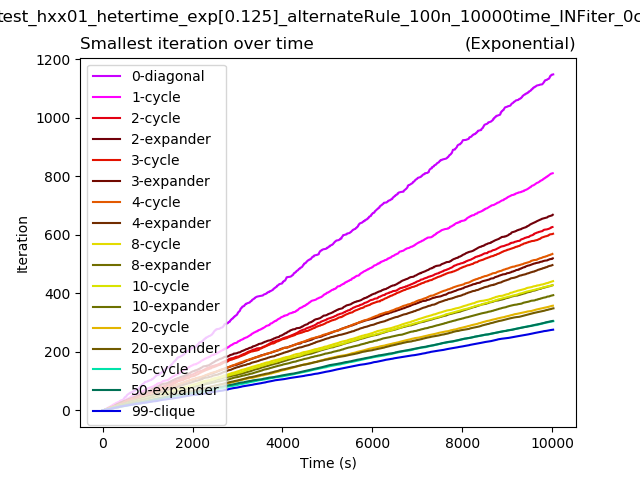 test_hxx01_hetertime_exp[0.125]_alternateRule_100n_10000time_INFiter_0c
Smallest iteration over time (Exponential)
1200
1000
800
600
400
200
0
Iteration
0-diagonal
1-cycle
2-cycle
2-expander
3-cycle
3-expander
4-cycle
4-expander
8-cycle
8-expander
10-cycle
10-expander
20-cycle
20-expander
50-cycle
50-expander
99-clique
0 2000 4000 6000 8000 10000
Time (s)